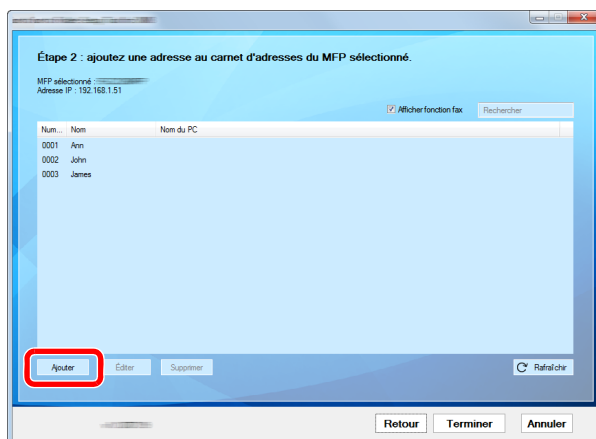 Étape 2 : ajoutez une adresse au carnet d'adresses du MFP sélectionné.
MFP sélectionné :
Adresse IP : 192.168.1.51
Afficher fonction fax
Rechercher
Num... Nom Nom du PC
0001 Ann
0002 John
0003 James
Ajouter Éditer Supprimer Rafraîchir
Retour Terminer Annuler